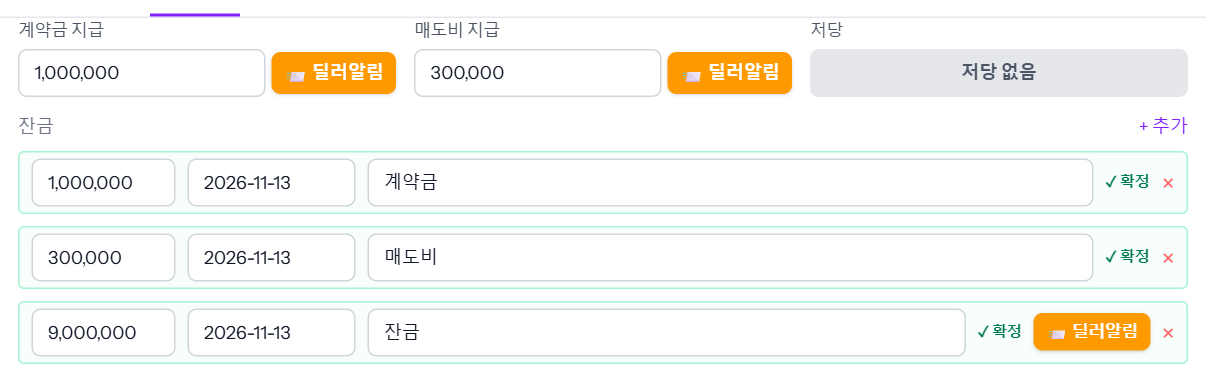 계약금 지급 매도비 지급 저당
1,000,000 딜러알림 300,000 딜러알림 저당 없음
잔금 + 추가
1,000,000 2026-11-13 계약금 ✓ 확정 ×
300,000 2026-11-13 매도비 ✓ 확정 ×
9,000,000 2026-11-13 잔금 ✓ 확정 딜러알림 ×